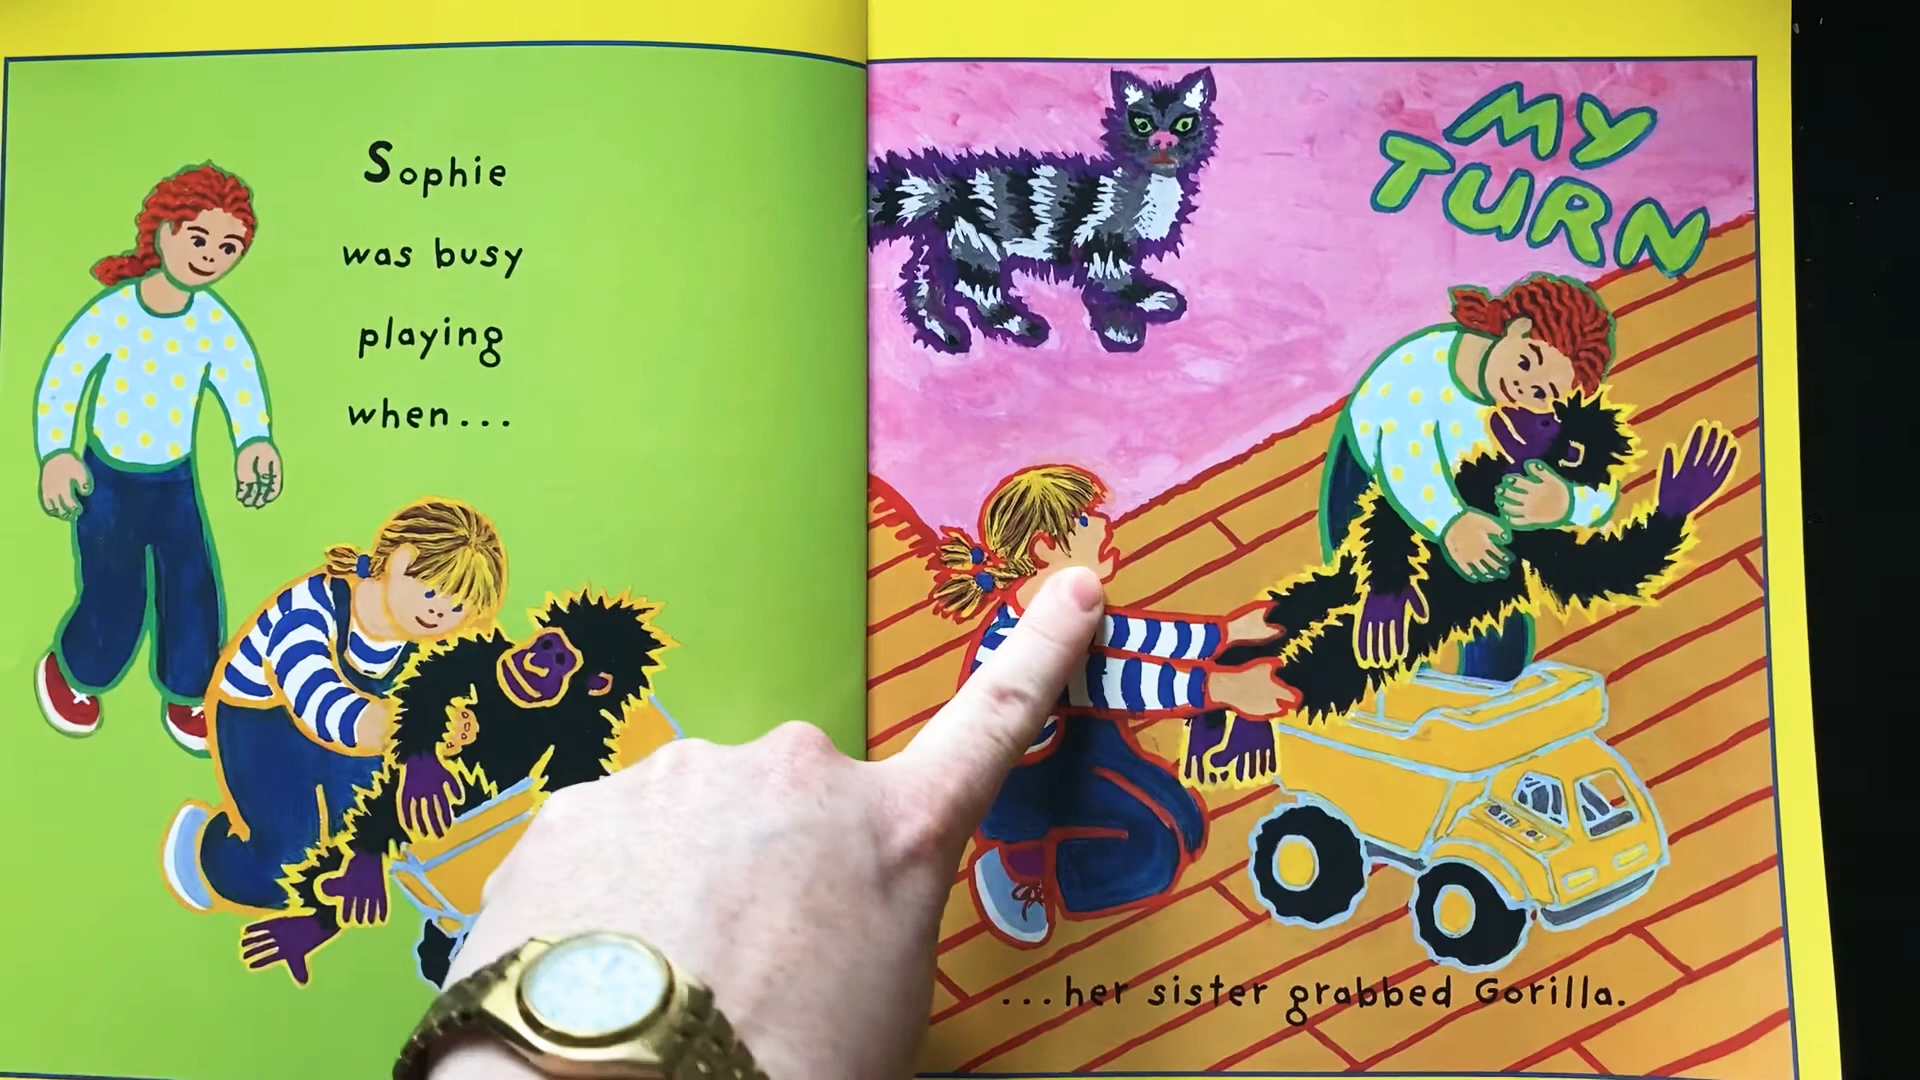 Sophie
was busy
playing
when...
MY
TURN
...her sister grabbed Gorilla.